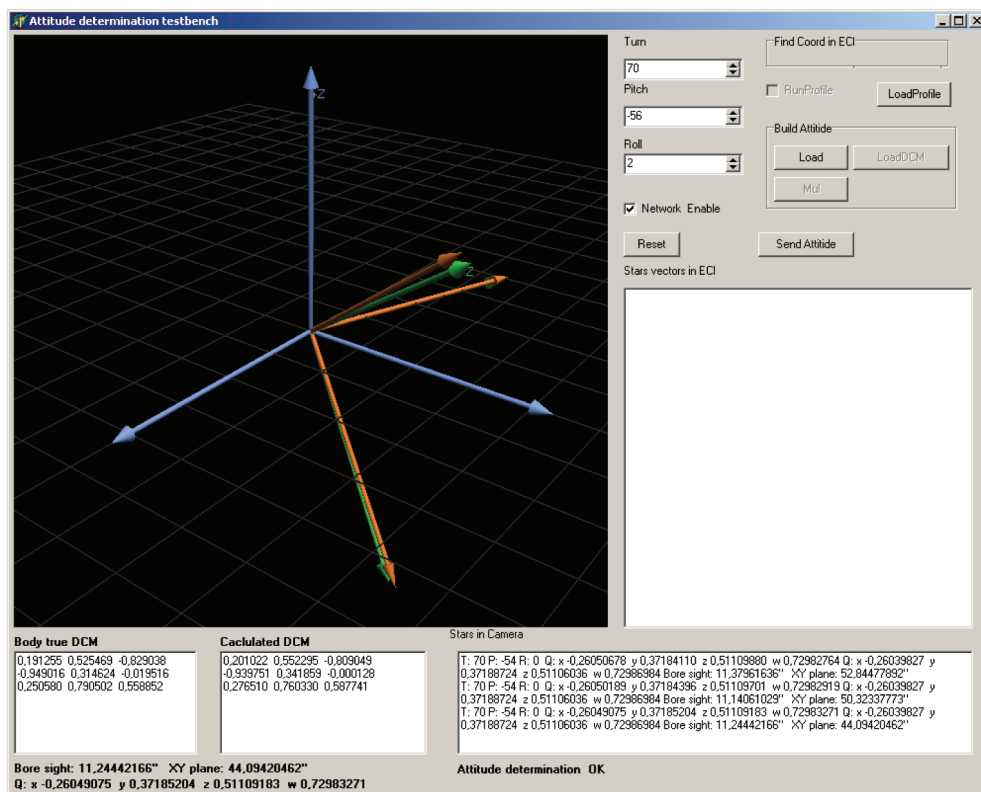 Attitude determination testbench
Turn
70
Pitch
-56
Roll
2
Network Enable
Reset
Find Coord in ECI
RunProfile
LoadProfile
Build Attitide
Load
LoadDCM
Mul
Send Attitide
Stars vectors in ECI
Z
Z
Body true DCM
0,191255 0,525469 -0,829038
-0,949016 0,314624 -0,019516
0,250580 0,790502 0,558852
Caclulated DCM
0,201022 0,552295 -0,809049
-0,939751 0,341859 -0,000128
0,276510 0,760330 0,587741
Stars in Camera
T: 70 P: -54 R: 0 Q: x -0,26050678 y 0,37184110 z 0,51109880 w 0,72982764 Q: x -0,26039827 y
0,37188724 z 0,51106036 w 0,72986984 Bore sight: 11,37961636'' XY plane: 52,84477892''
T: 70 P: -54 R: 0 Q: x -0,26050189 y 0,37184396 z 0,51109701 w 0,72982919 Q: x -0,26039827 y
0,37188724 z 0,51106036 w 0,72986984 Bore sight: 11,14061029'' XY plane: 50,32337773''
T: 70 P: -54 R: 0 Q: x -0,26049075 y 0,37185204 z 0,51109183 w 0,72983271 Q: x -0,26039827 y
0,37188724 z 0,51106036 w 0,72986984 Bore sight: 11,24442166'' XY plane: 44,09420462''
Bore sight: 11,24442166'' XY plane: 44,09420462''
Q: x -0,26049075 y 0,37185204 z 0,51109183 w 0,72983271
Attitude determination OK